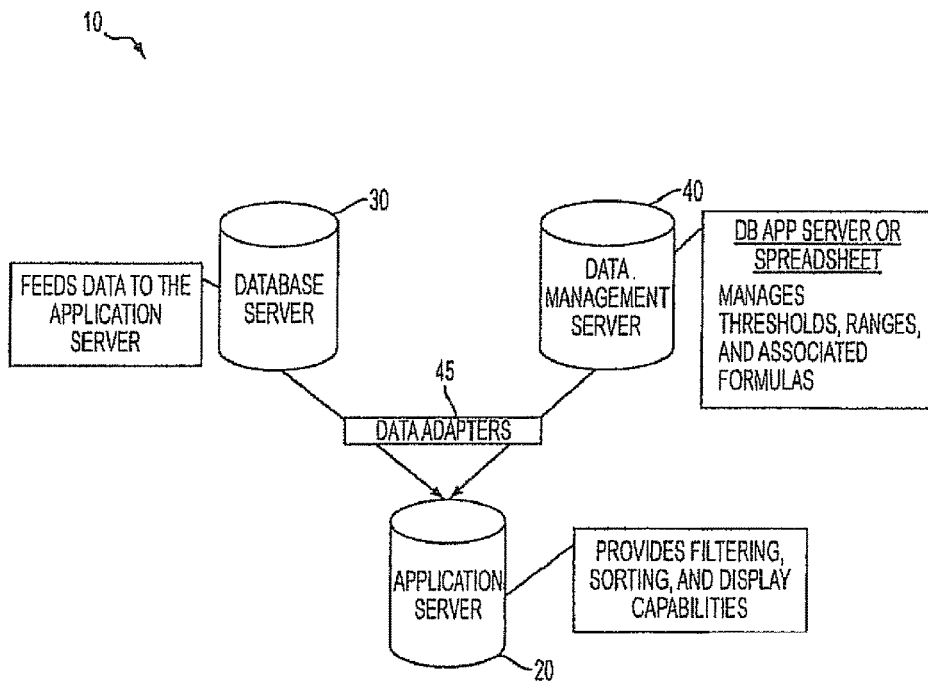 10
30
40
FEEDS DATA TO THE
APPLICATION
SERVER
DATABASE
SERVER
DATA
MANAGEMENT
SERVER
DB APP SERVER OR
SPREADSHEET
MANAGES
THRESHOLDS, RANGES,
AND ASSOCIATED
FORMULAS
45
DATA ADAPTERS
APPLICATION
SERVER
PROVIDES FILTERING,
SORTING, AND DISPLAY
CAPABILITIES
20